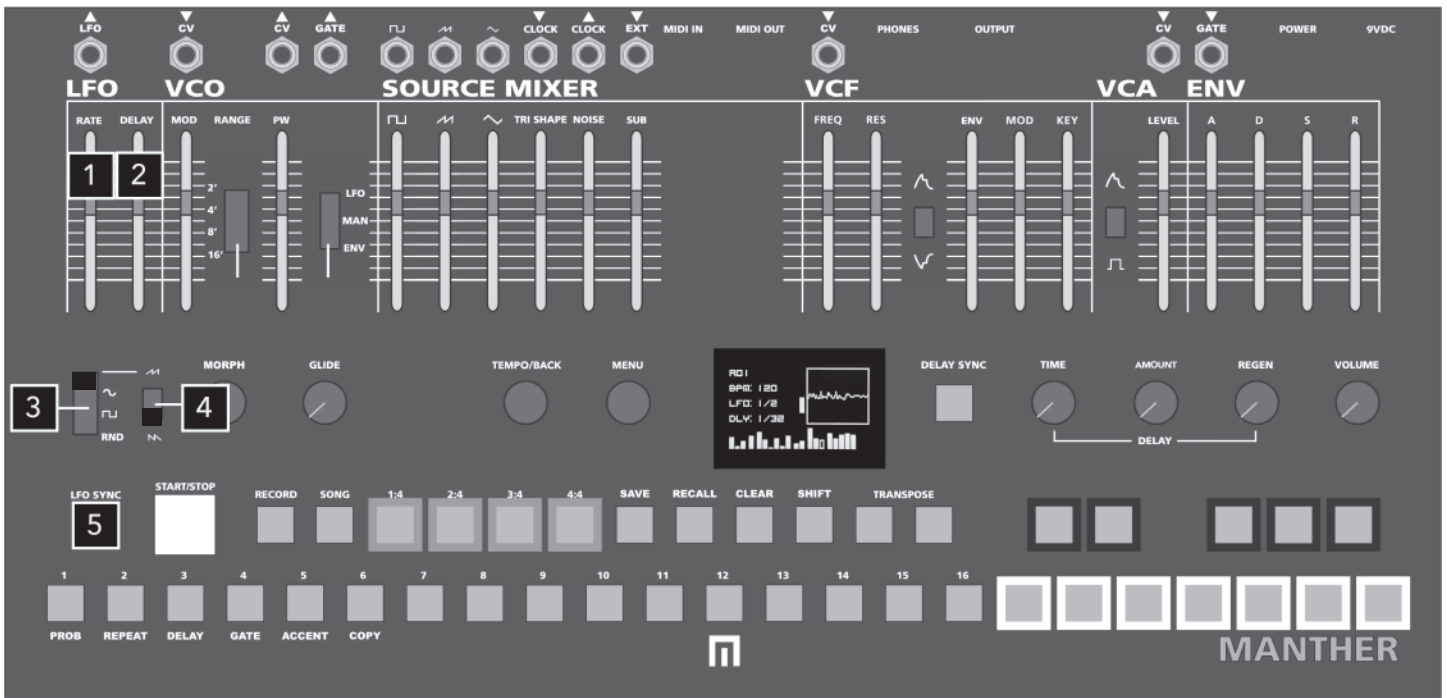 LFO CV CV GATE CLOCK CLOCK EXT MIDI IN MIDI OUT CV PHONES OUTPUT CV GATE POWER 9VDC
LFO VCO SOURCE MIXER VCF VCA ENV
RATE DELAY MOD RANGE PW TRI SHAPE NOISE SUB FREQ RES ENV MOD KEY LEVEL A D S R
1 2
2'
LFO
4'
MAN
8'
ENV
16'
MORPH GLIDE TEMPO/BACK MENU DELAY SYNC TIME AMOUNT REGEN VOLUME
A01
BPM: 120
LFO: 1/2
DLY: 1/32
3 4
RND
DELAY
LFO SYNC START/STOP RECORD SONG 1:4 2:4 3:4 4:4 SAVE RECALL CLEAR SHIFT TRANSPOSE
5
1 2 3 4 5 6 7 8 9 10 11 12 13 14 15 16
PROB REPEAT DELAY GATE ACCENT COPY
MANTHER